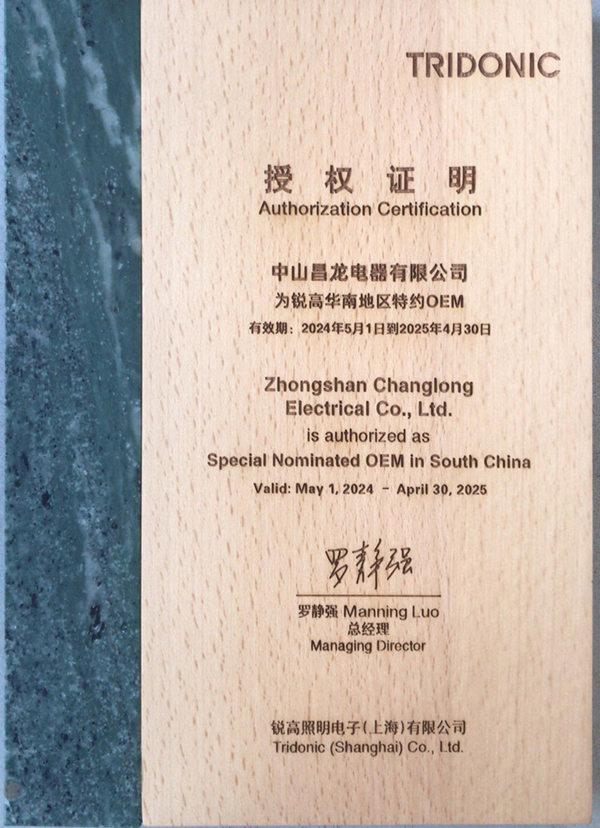 TRIDONIC
授权证明
Authorization Certification
中山昌龙电器有限公司
为锐高华南地区特约OEM
有效期：2024年5月1日到2025年4月30日
Zhongshan Changlong
Electrical Co., Ltd.
is authorized as
Special Nominated OEM in South China
Valid: May 1, 2024 - April 30, 2025
罗静强
罗静强 Manning Luo
总经理
Managing Director
锐高照明电子(上海)有限公司
Tridonic (Shanghai) Co., Ltd.